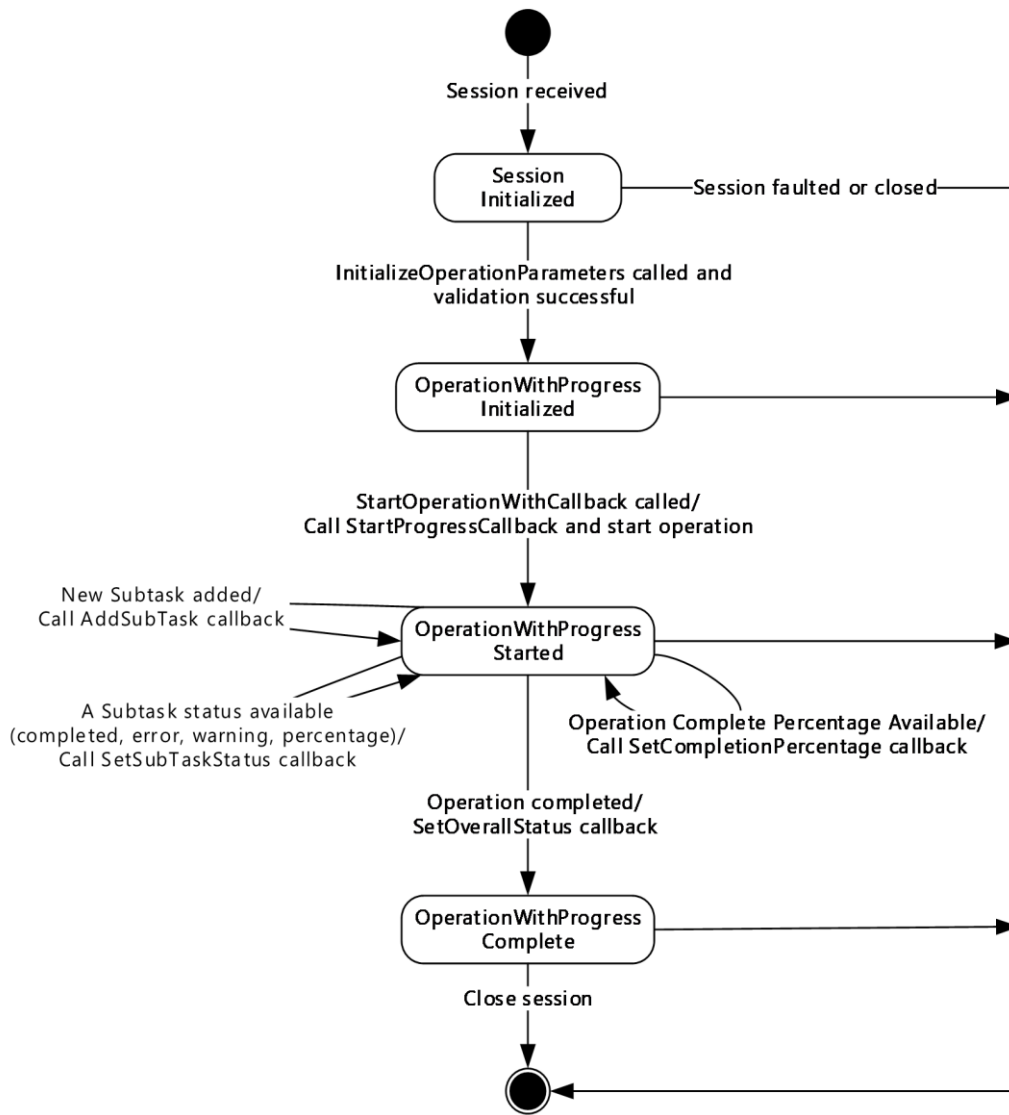 Session received
Session
Initialized
Session faulted or closed
InitializeOperationParameters called and
validation successful
OperationWithProgress
Initialized
StartOperationWithCallback called/
Call StartProgressCallback and start operation
New Subtask added/
Call AddSubTask callback
OperationWithProgress
Started
A Subtask status available
(completed, error, warning, percentage)/
Call SetSubTaskStatus callback
Operation Complete Percentage Available/
Call SetCompletionPercentage callback
Operation completed/
SetOverallStatus callback
OperationWithProgress
Complete
Close session